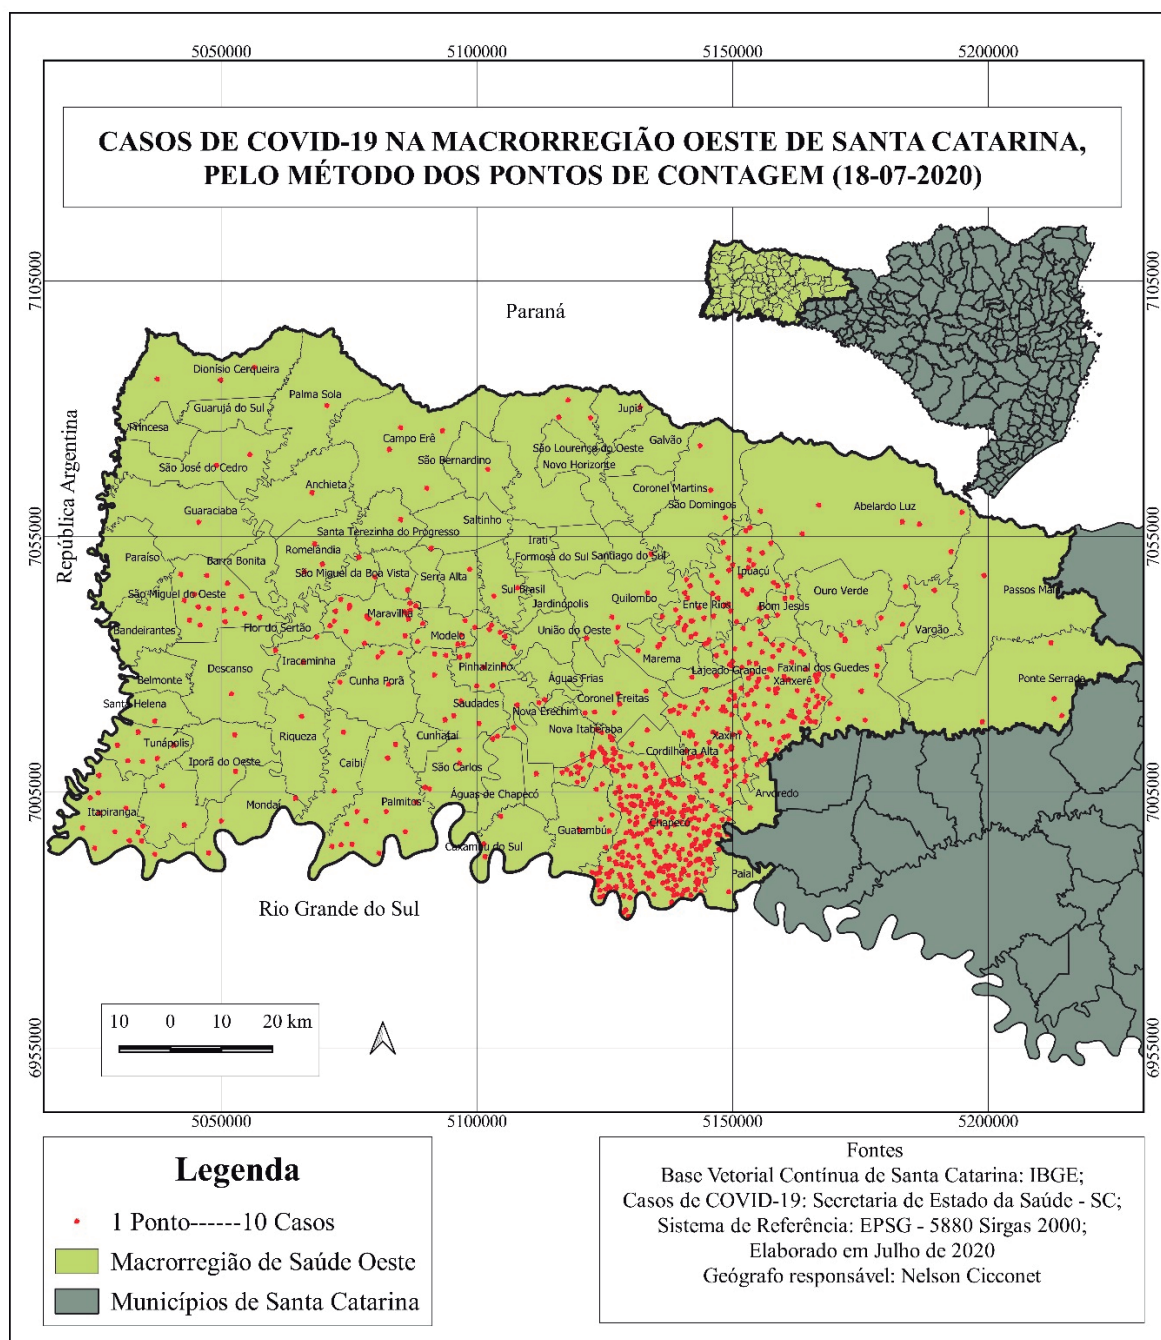 5050000
5100000
5150000
5200000
CASOS DE COVID-19 NA MACRORREGIÃO OESTE DE SANTA CATARINA,
PELO MÉTODO DOS PONTOS DE CONTAGEM (18-07-2020)
7105000
7105000
Paraná
República Argentina
Dionísio Cerqueira
Palma Sola
Guarujá do Sul
Jupiá
Princesa
Campo Erê
Galvão
São Lourenço do Oeste
São Bernardino
Novo Horizonte
São José do Cedro
Anchieta
Coronel Martins
São Domingos
Abelardo Luz
Guaraciaba
Saltinho
Santa Terezinha do Progresso
7055000
7055000
Irati
Romelândia
Paraíso
Barra Bonita
Formosa do Sul
Santiago do Sul
São Miguel da Boa Vista
Serra Alta
Ipuaçú
Sul Brasil
Ouro Verde
Passos Maia
São Miguel do Oeste
Quilombo
Jardinópolis
Entre Rios
Bom Jesus
Maravilha
Flor do Sertão
Bandeirantes
Modelo
União do Oeste
Vargão
Iraceminha
Marema
Descanso
Pinhalzinho
Lajeado Grande
Faxinal dos Guedes
Belmonte
Cunha Porã
Águas Frias
Xanxerê
Ponte Serrada
Coronel Freitas
Santa Helena
Saudades
Nova Erechim
Nova Itaberaba
Riqueza
Cunhataí
Xaxim
Tunápolis
Cordilheira Alta
Iporã do Oeste
Caibi
São Carlos
Águas de Chapecó
Arvoredo
7005000
7005000
Mondaí
Palmitos
Itapiranga
Chapecó
Guatambú
Caxambu do Sul
Paial
Rio Grande do Sul
10 0 10 20 km
6955000
6955000
5050000
5100000
5150000
5200000
Legenda
1 Ponto------10 Casos
Macrorregião de Saúde Oeste
Municípios de Santa Catarina
Fontes
Base Vetorial Contínua de Santa Catarina: IBGE;
Casos de COVID-19: Secretaria de Estado da Saúde - SC;
Sistema de Referência: EPSG - 5880 Sirgas 2000;
Elaborado em Julho de 2020
Geógrafo responsável: Nelson Cicconet